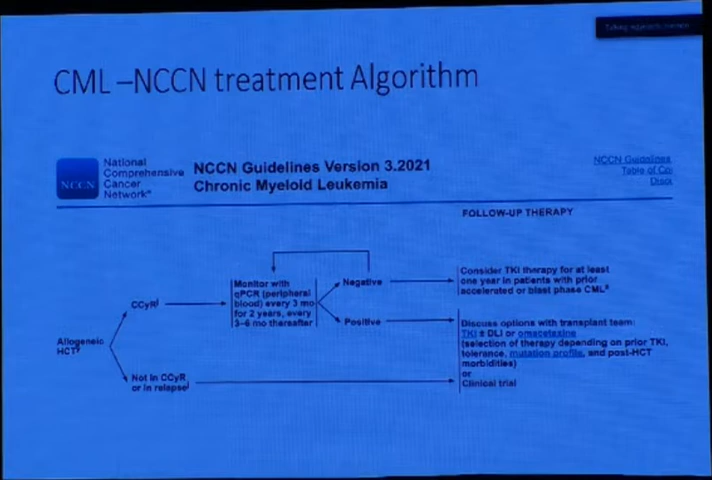 CML –NCCN treatment Algorithm
NCCN
National
Comprehensive
Cancer
Network®
NCCN Guidelines Version 3.2021
Chronic Myeloid Leukemia
NCCN Guidelines
Table of Co
FOLLOW-UP THERAPY
Allogeneic
HCT
CCyR
Not in CCyR
or in relapse
Monitor with
qPCR (peripheral
blood) every 3 mo
for 2 years, every
3–6 mo thereafter
Negative
Positive
Consider TKI therapy for at least
one year in patients with prior
accelerated or blast phase CML
Discuss options with transplant team:
TKI ± DLI or omacetaxine
(selection of therapy depending on prior TKI,
tolerance, mutation profile, and post-HCT
morbidities)
or
Clinical trial